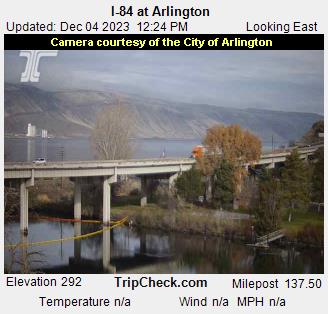 I-84 at Arlington
Updated: Dec 04 2023 12:24 PM Looking East
Camera courtesy of the City of Arlington
Elevation 292 TripCheck.com Milepost 137.50
Temperature n/a Wind n/a MPH n/a